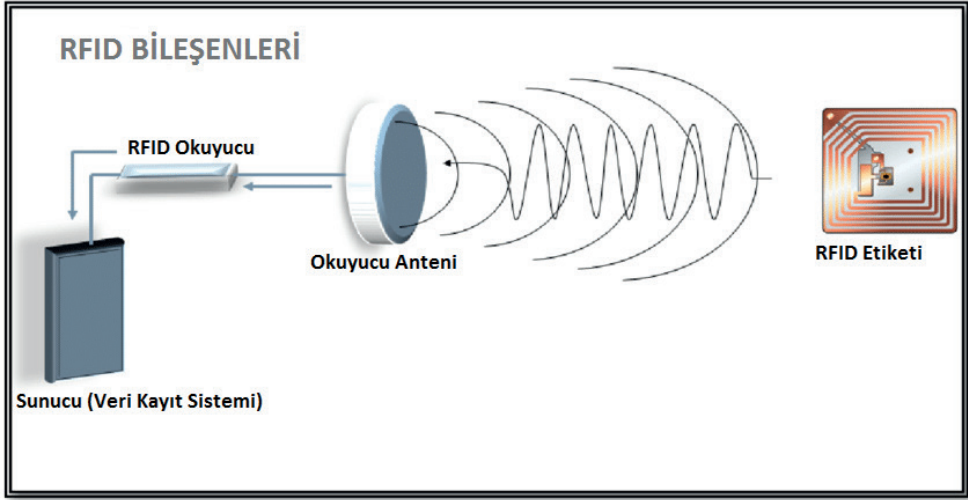 RFID BİLEŞENLERİ
RFID Okuyucu
Okuyucu Anteni
RFID Etiketi
Sunucu (Veri Kayıt Sistemi)